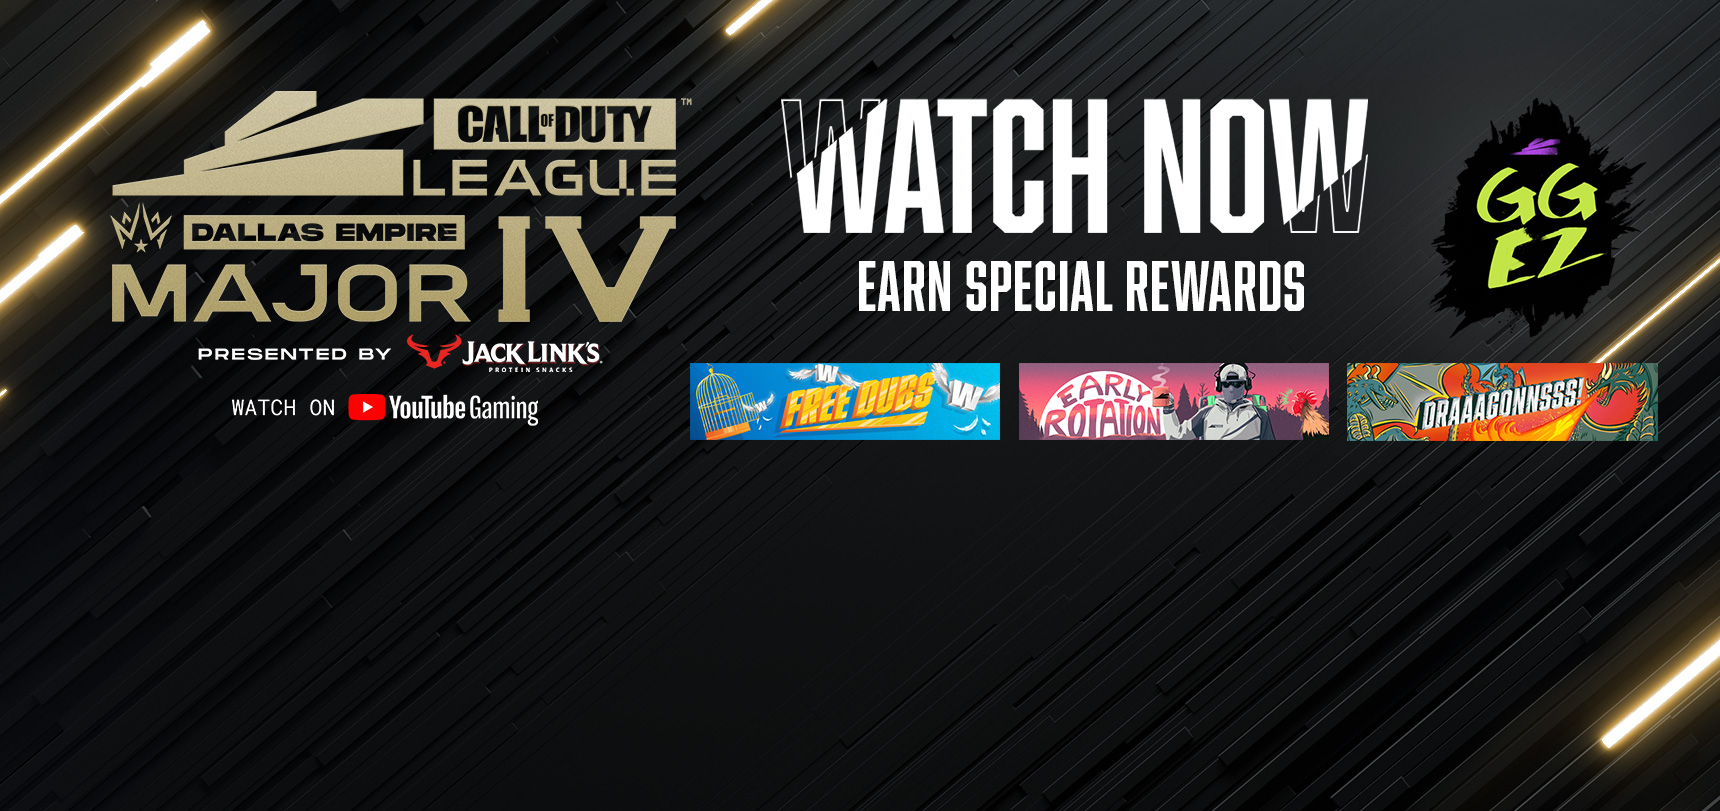 CALL OF DUTY
LEAGUE
TM
DALLAS EMPIRE
MAJOR IV
PRESENTED BY JACK LINK'S.
PROTEIN SNACKS
WATCH ON YouTube Gaming
WATCH NOW
EARN SPECIAL REWARDS
GG
EZ
W FREE DUBS W
W
EARLY
ROTATION
DRAAAGONNSSS!